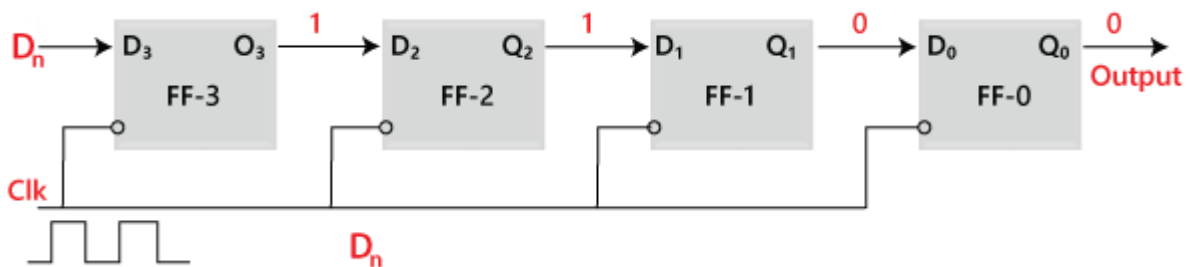 1 1 0 0
Dₙ D₃ O₃ D₂ Q₂ D₁ Q₁ D₀ Q₀
Output
FF-3 FF-2 FF-1 FF-0
Clk
Dₙ